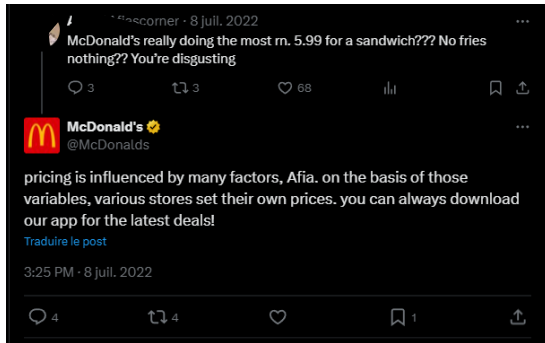 fiascorner · 8 juil. 2022
McDonald's really doing the most rn. 5.99 for a sandwich??? No fries
nothing?? You're disgusting
3 3 68
McDonald's
@McDonalds
pricing is influenced by many factors, Afia. on the basis of those
variables, various stores set their own prices. you can always download
our app for the latest deals!
Traduire le post
3:25 PM · 8 juil. 2022
4 4 1